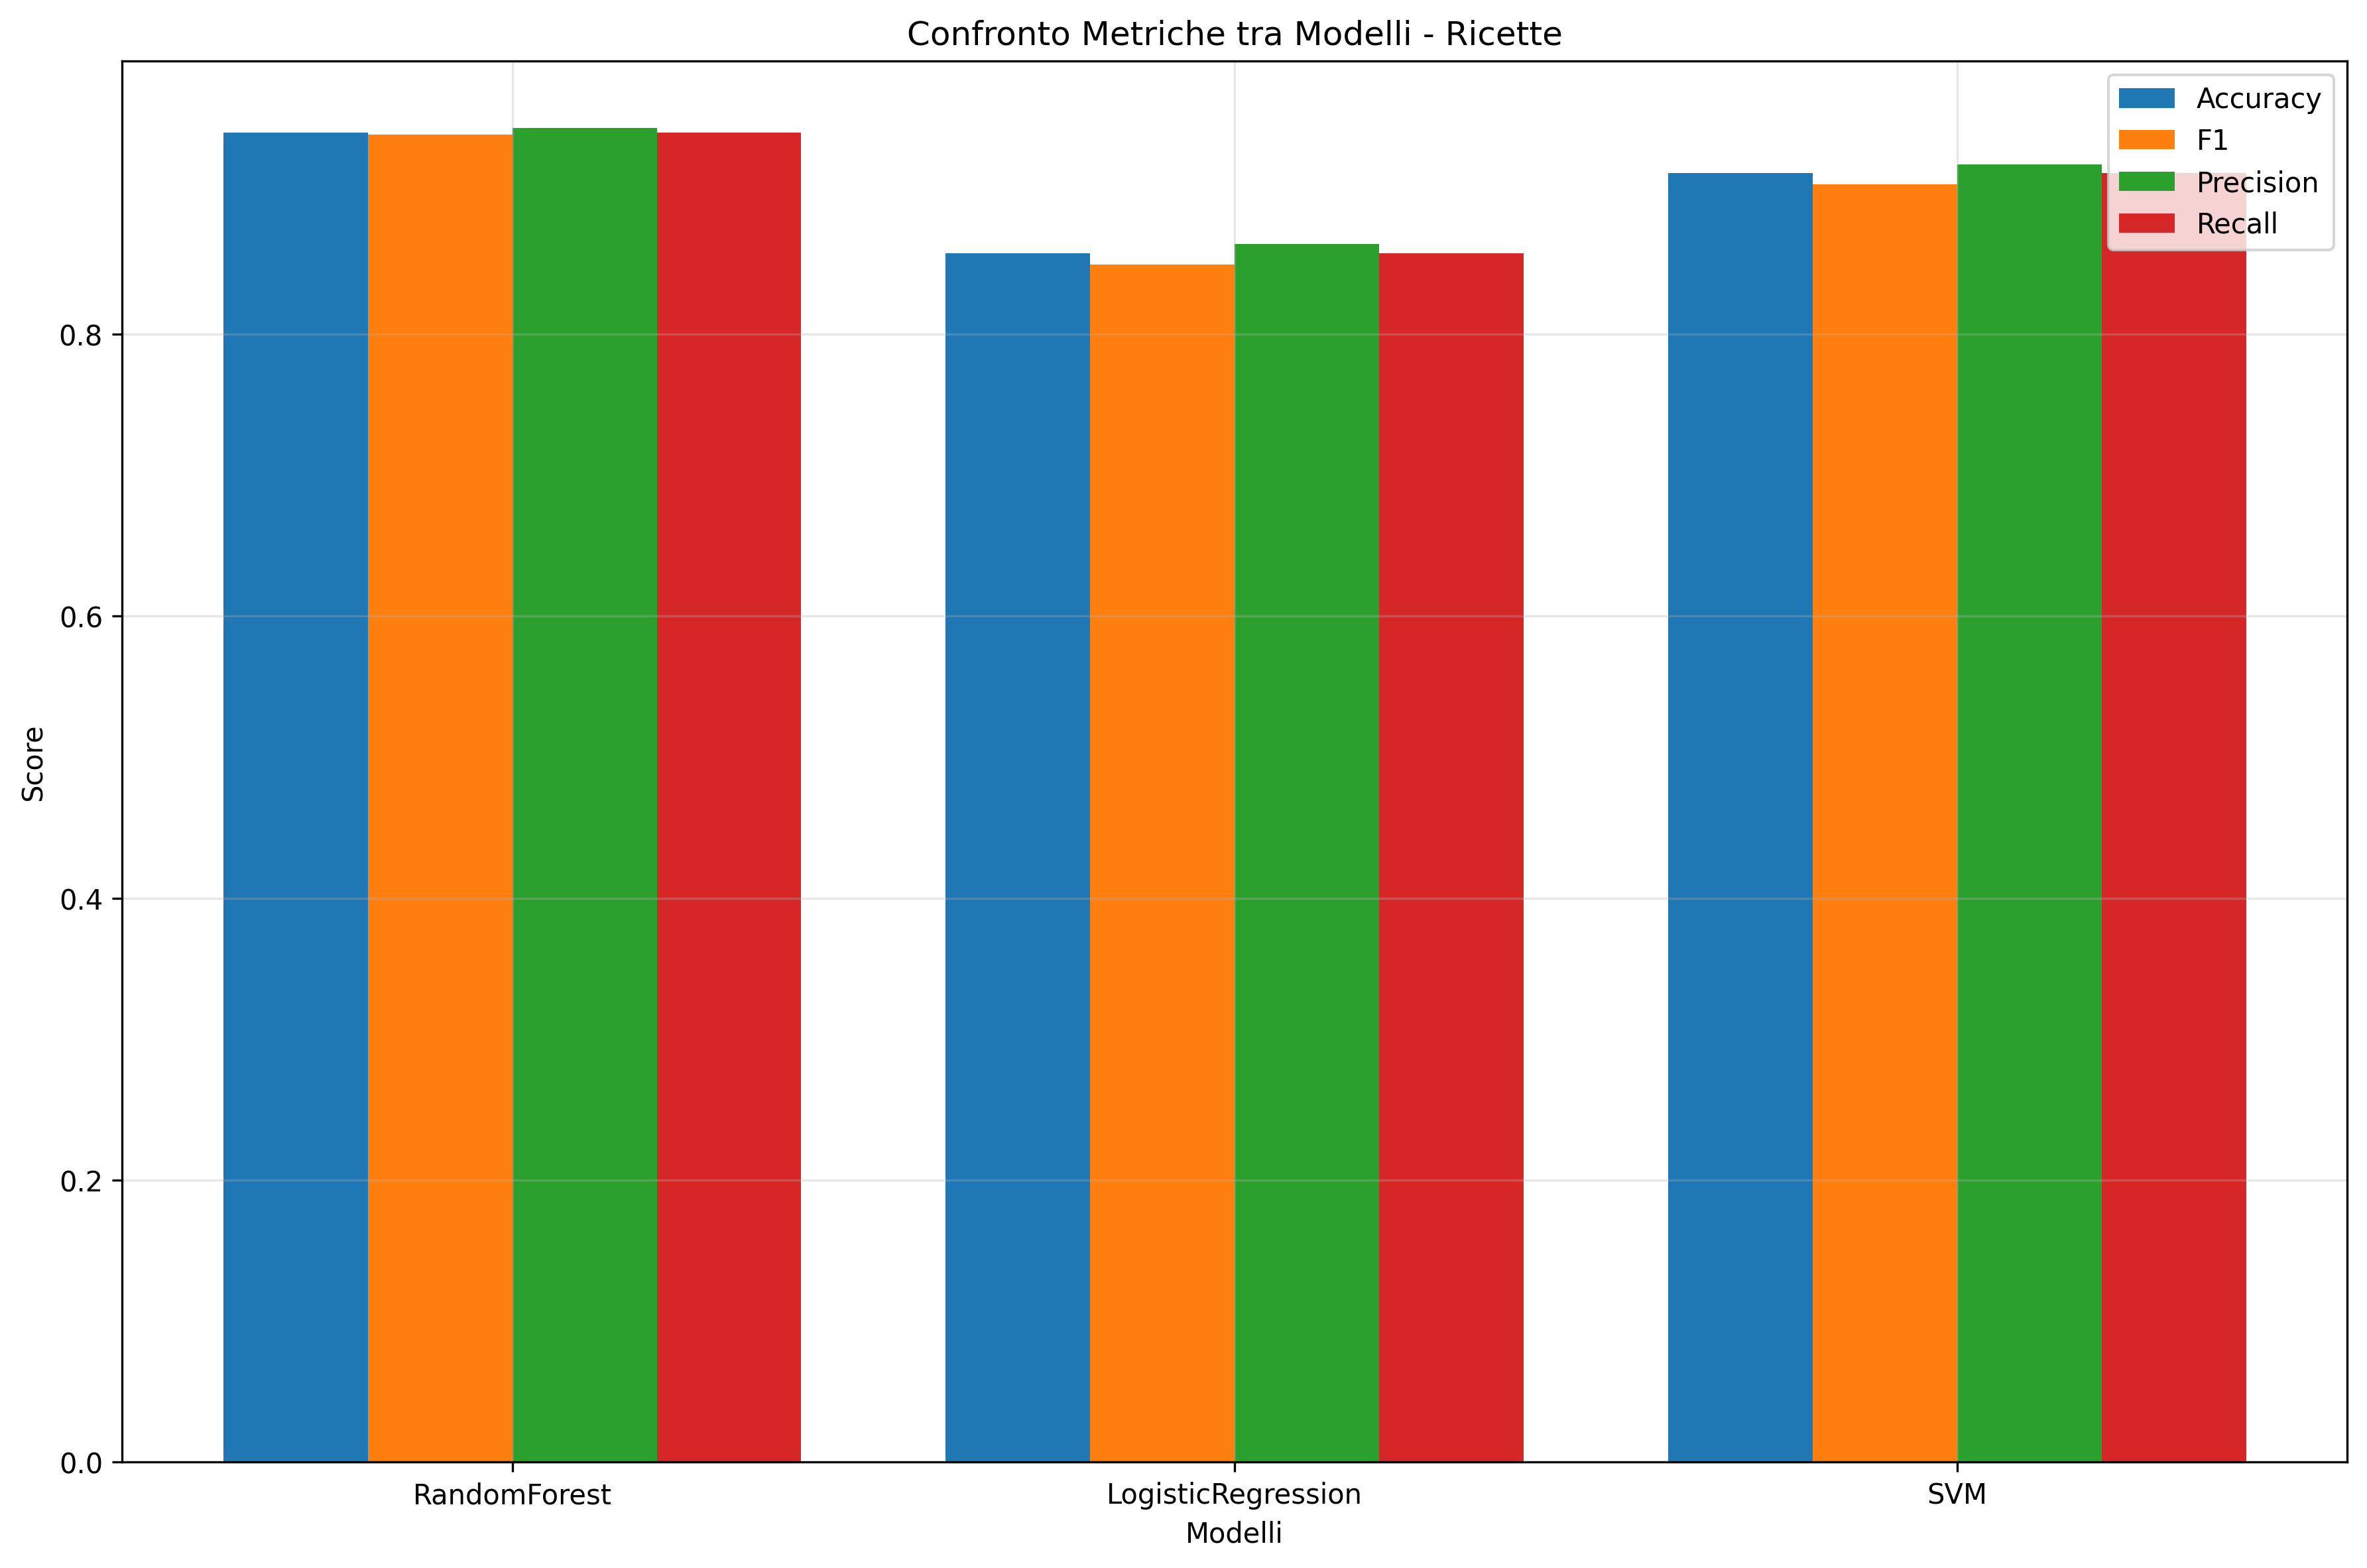 Confronto Metriche tra Modelli - Ricette
Accuracy
F1
Precision
Recall
0.8
0.6
0.4
0.2
0.0
Score
RandomForest
LogisticRegression
SVM
Modelli